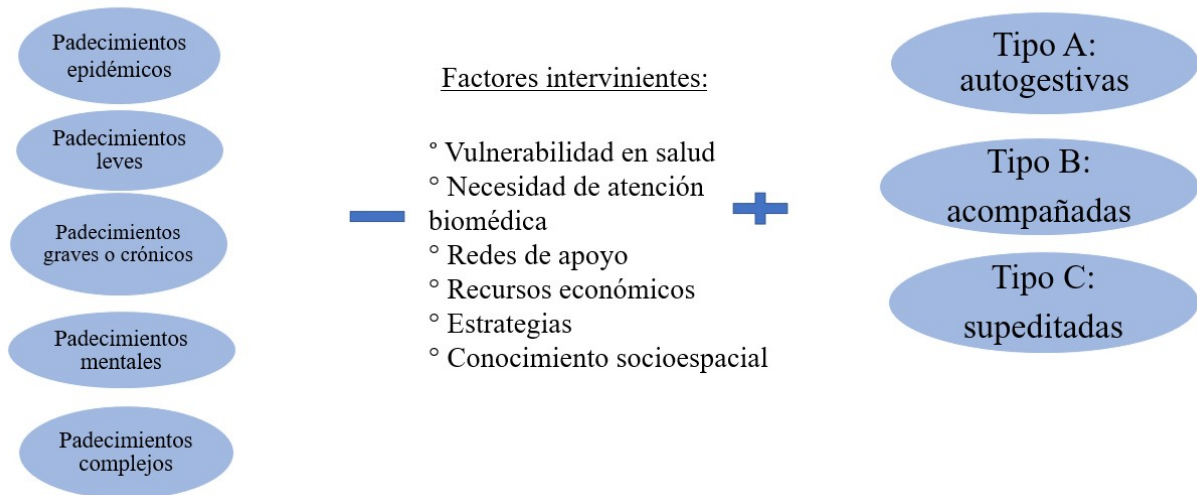 Padecimientos
epidémicos
Padecimientos
leves
Padecimientos
graves o crónicos
Padecimientos
mentales
Padecimientos
complejos
Factores intervinientes:
° Vulnerabilidad en salud
° Necesidad de atención
biomédica
° Redes de apoyo
° Recursos económicos
° Estrategias
° Conocimiento socioespacial
Tipo A:
autogestivas
Tipo B:
acompañadas
Tipo C:
supeditadas